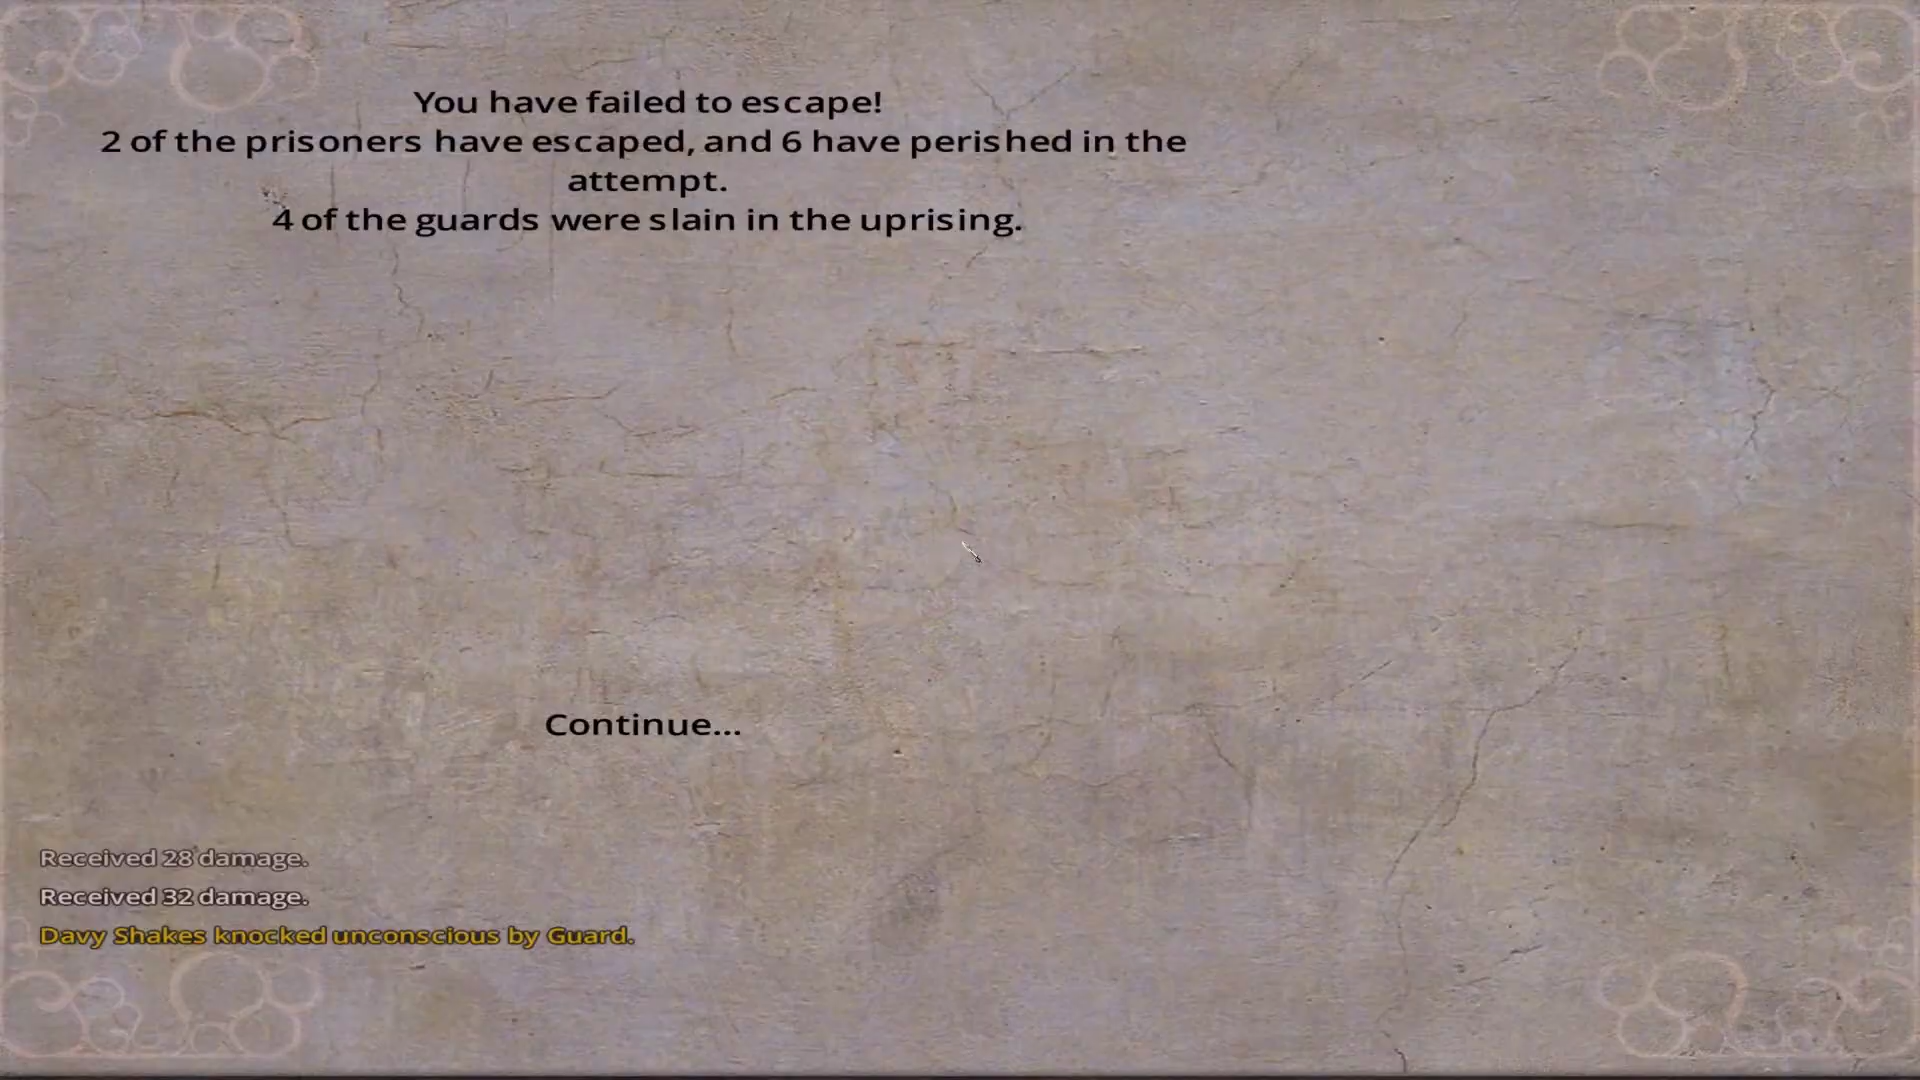 You have failed to escape!
2 of the prisoners have escaped, and 6 have perished in the
attempt.
4 of the guards were slain in the uprising.
Continue...
Received 28 damage.
Received 32 damage.
Davy Shakes knocked unconscious by Guard.